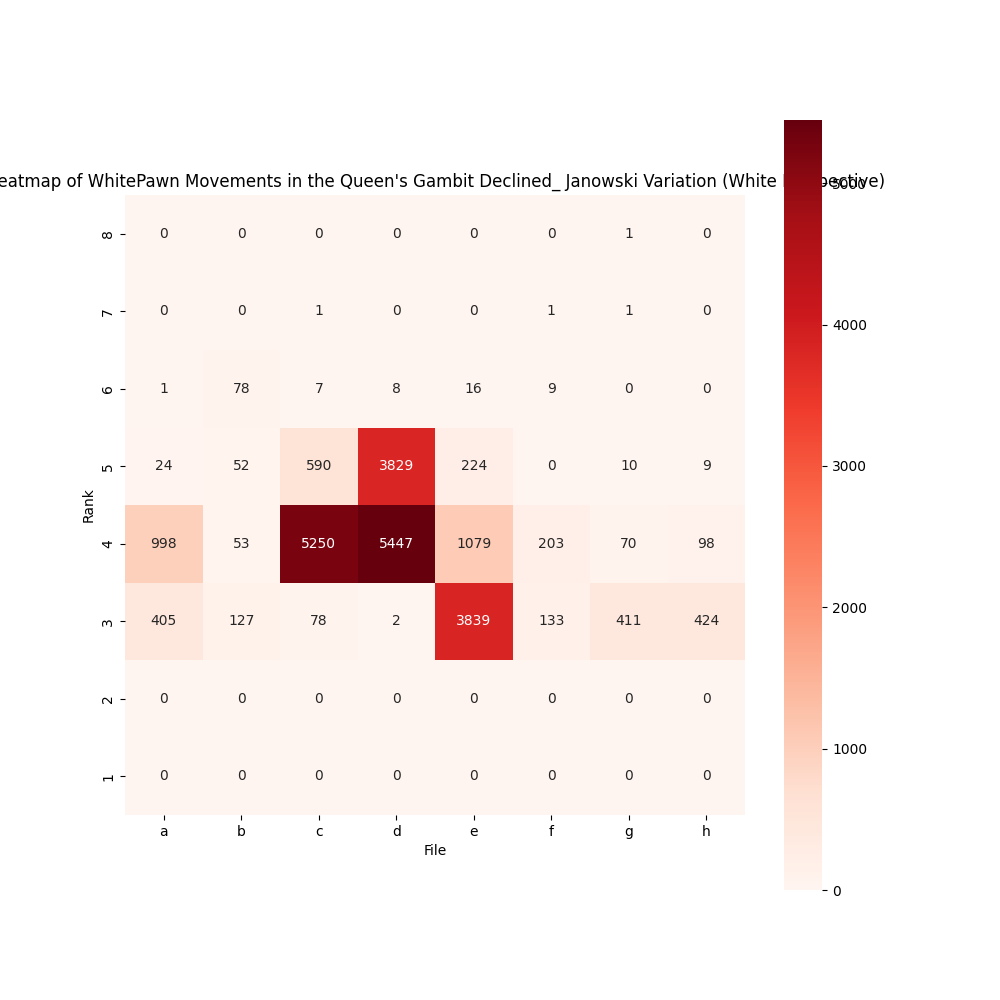 eatmap of WhitePawn Movements in the Queen's Gambit Declined_ Janowski Variation (White
5000
8 0 0 0 0 0 0 1 0
7 0 0 1 0 0 1 1 0
4000
6 1 78 7 8 16 9 0 0
5 24 52 590 3829 224 0 10 9
3000
Rank
4 998 53 5250 5447 1079 203 70 98
2000
3 405 127 78 2 3839 133 411 424
2 0 0 0 0 0 0 0 0
1000
1 0 0 0 0 0 0 0 0
a b c d e f g h
File
0